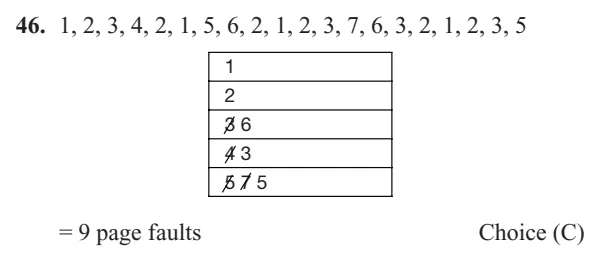 46. 1, 2, 3, 4, 2, 1, 5, 6, 2, 1, 2, 3, 7, 6, 3, 2, 1, 2, 3, 5
1
2
3 6
4 3
5 7 5
= 9 page faults Choice (C)